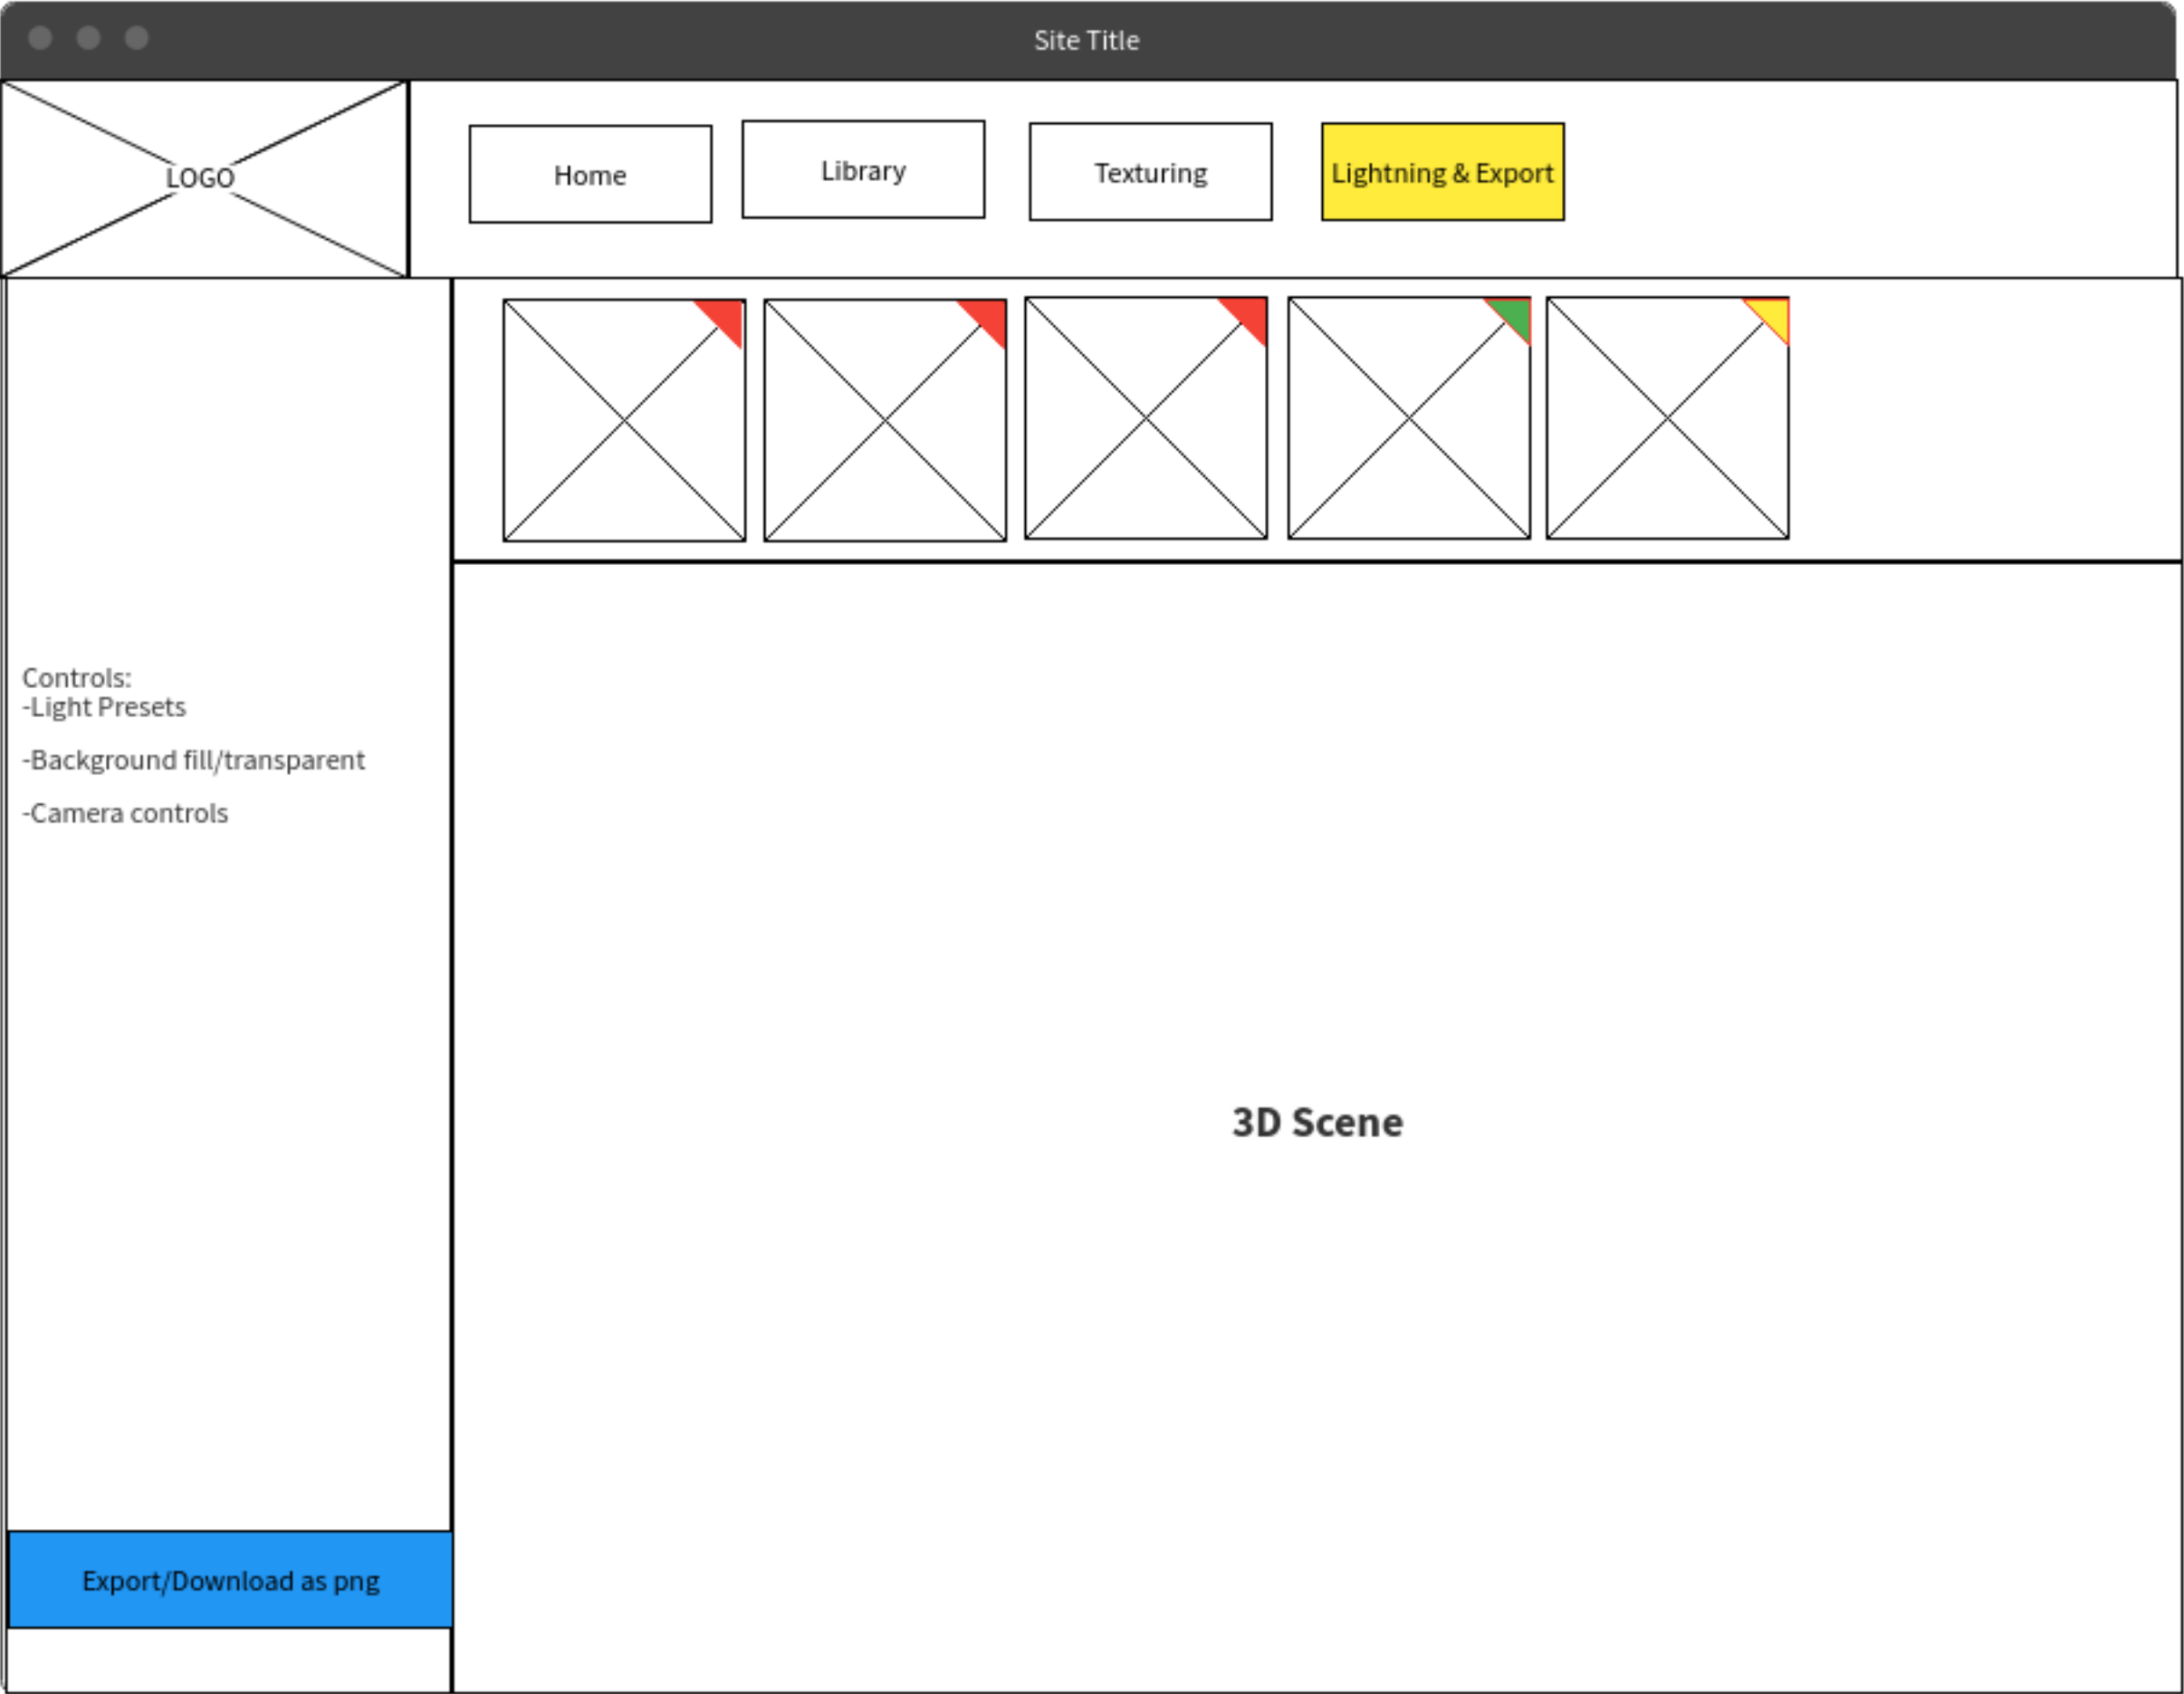 Site Title
LOGO
Home
Library
Texturing
Lightning & Export
Controls:
-Light Presets
-Background fill/transparent
-Camera controls
3D Scene
Export/Download as png